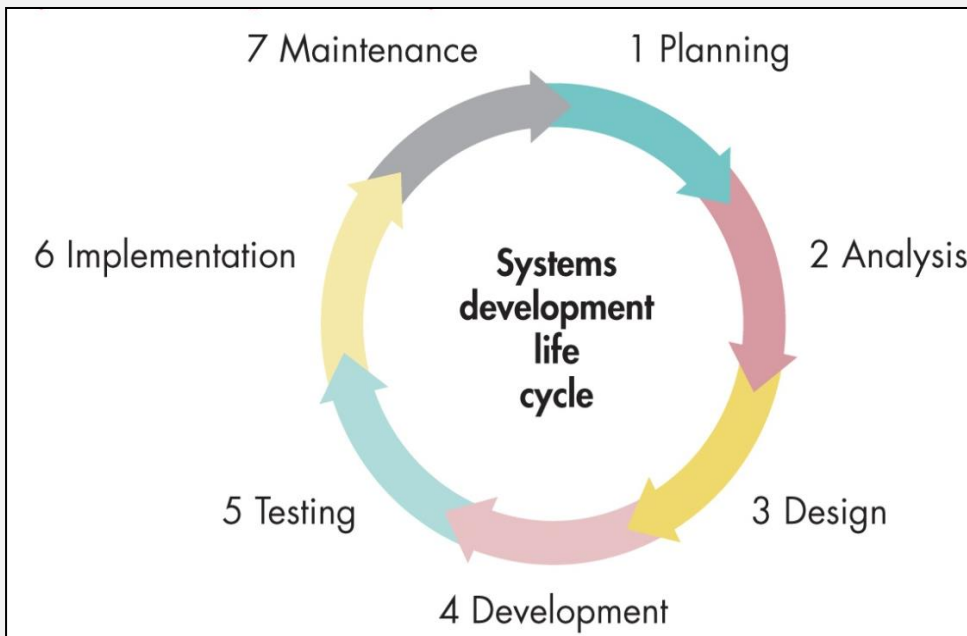 7 Maintenance
1 Planning
2 Analysis
3 Design
4 Development
5 Testing
6 Implementation
Systems
development
life
cycle